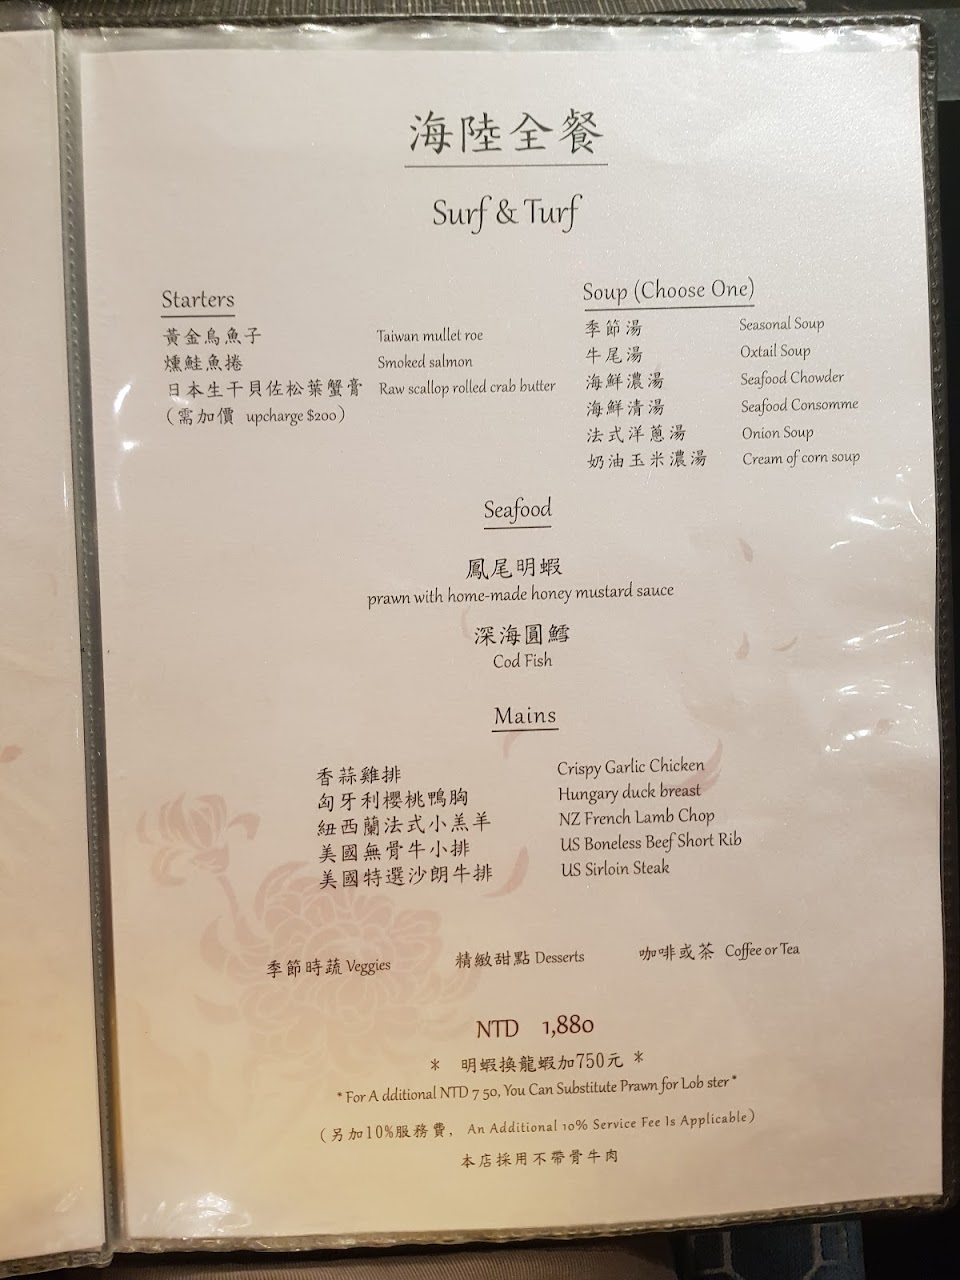 海陸全餐
Surf & Turf
Starters
黃金烏魚子 Taiwan mullet roe
燻鮭魚捲 Smoked salmon
日本生干貝佐松葉蟹膏 Raw scallop rolled crab butter
（需加價 upcharge $200）
Soup (Choose One)
季節湯 Seasonal Soup
牛尾湯 Oxtail Soup
海鮮濃湯 Seafood Chowder
海鮮清湯 Seafood Consomme
法式洋蔥湯 Onion Soup
奶油玉米濃湯 Cream of corn soup
Seafood
鳳尾明蝦
prawn with home-made honey mustard sauce
深海圓鱈
Cod Fish
Mains
香蒜雞排 Crispy Garlic Chicken
匈牙利櫻桃鴨胸 Hungary duck breast
紐西蘭法式小羔羊 NZ French Lamb Chop
美國無骨牛小排 US Boneless Beef Short Rib
美國特選沙朗牛排 US Sirloin Steak
季節時蔬 Veggies 精緻甜點 Desserts 咖啡或茶 Coffee or Tea
NTD 1,880
* 明蝦換龍蝦加750元 *
* For A dditional NTD 7 50, You Can Substitute Prawn for Lob ster *
（另加10%服務費， An Additional 10% Service Fee Is Applicable）
本店採用不帶骨牛肉